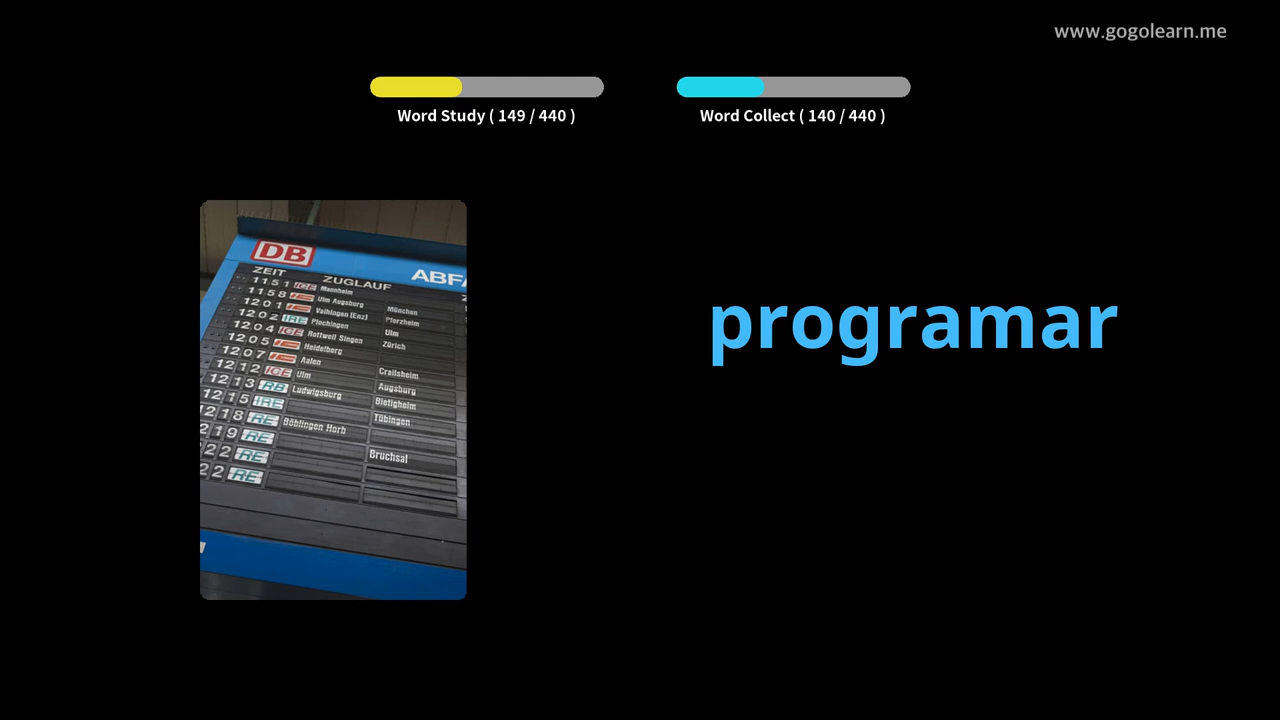 www.gogolearn.me
Word Study ( 149 / 440 )
Word Collect ( 140 / 440 )
programar
DB
ZEIT ZUGLAUF ABFA
1151 ICE Mannheim
1158 Ulm Augsburg München
1201 Vaihingen (Enz) Pforzheim
1202 IRE Plochingen Ulm
1204 ICE Rottweil Singen Zürich
1205 Heidelberg
1207 Aalen Crailsheim
1212 ICE Ulm Augsburg
1213 RB Ludwigsburg Bietigheim
1215 IRE Tübingen
1218 RE Böblingen Horb
219 RE
22 RE Bruchsal
22 RE